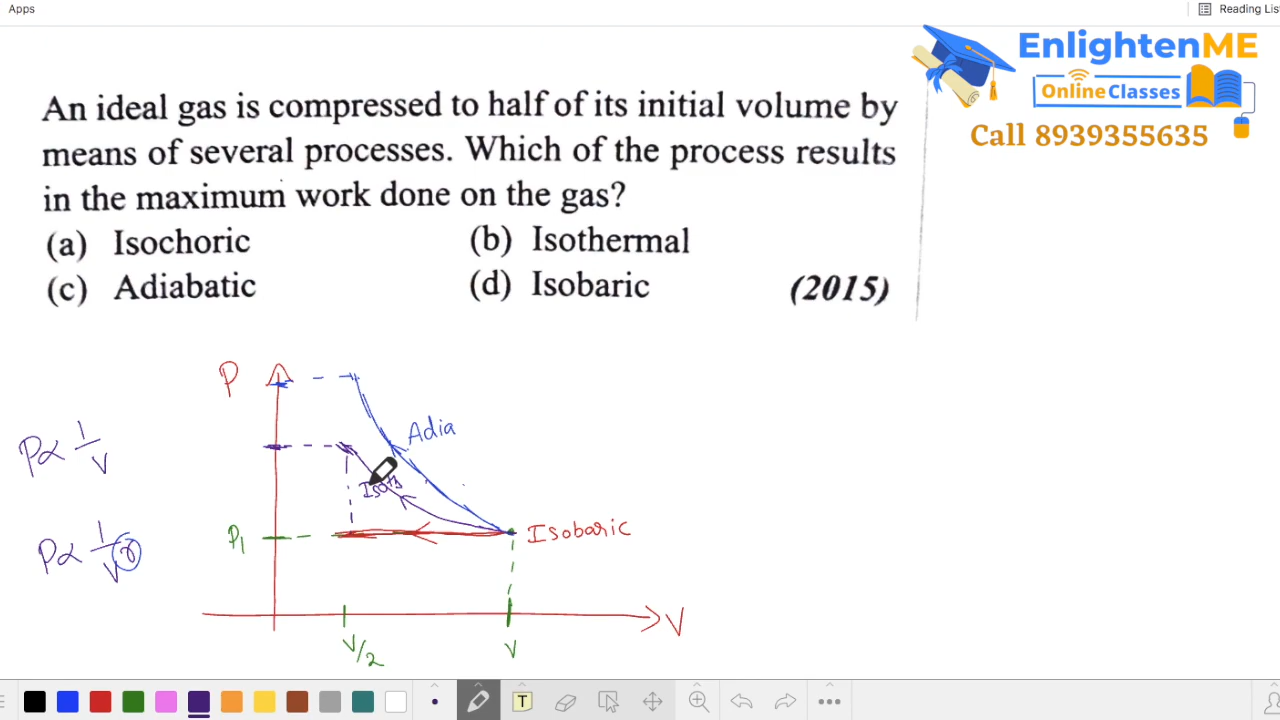 Apps
Reading List
EnlightenME
Online Classes
Call 8939355635
An ideal gas is compressed to half of its initial volume by
means of several processes. Which of the process results
in the maximum work done on the gas?
(a) Isochoric (b) Isothermal
(c) Adiabatic (d) Isobaric (2015)
P
Adia
P∝ 1/V
P1
Isobaric
P∝ 1/V^γ
V
V/2
V
T